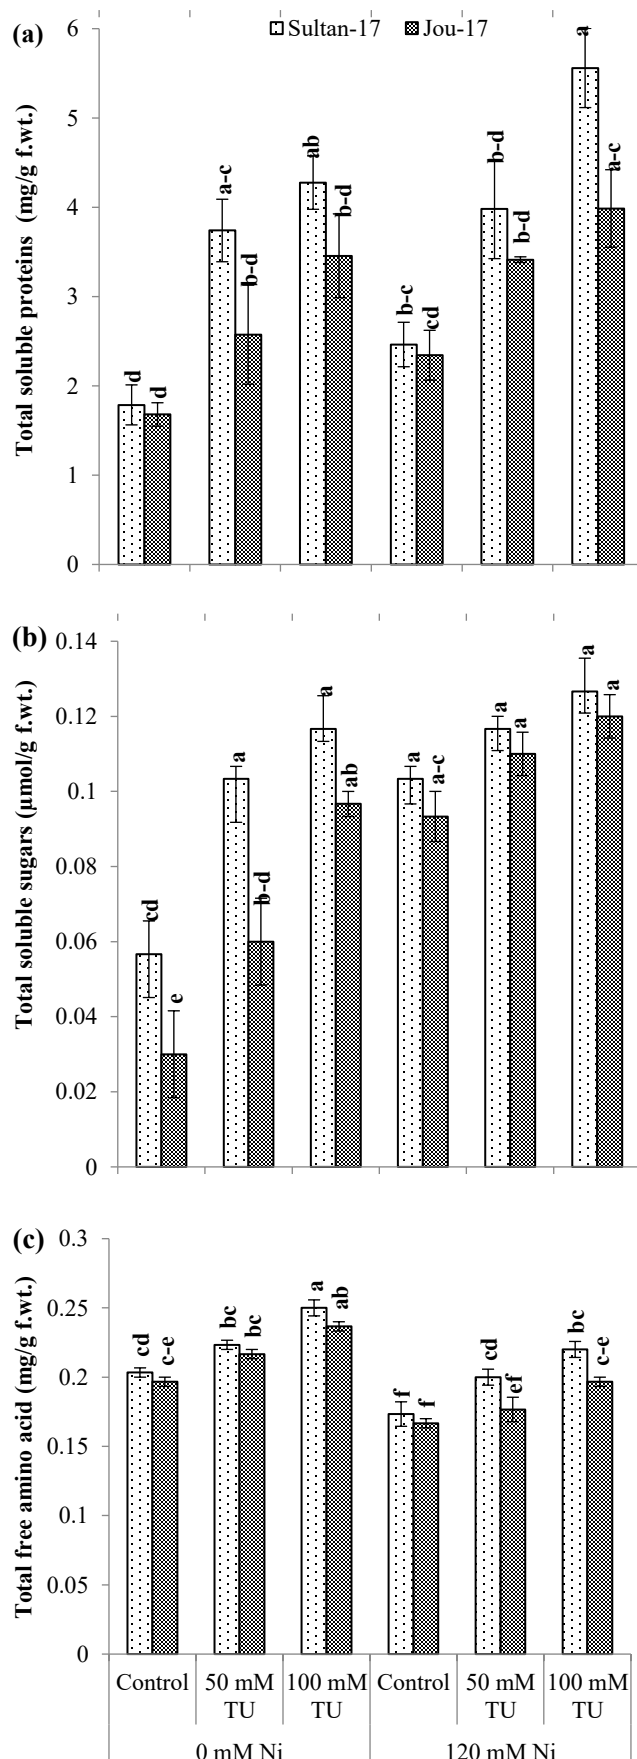 (a)
Sultan-17 Jou-17
Total soluble proteins (mg/g f.wt.)
6
5
4
3
2
1
0
d d a-c b-d ab b-d b-c cd b-d b-d a a-c
(b)
Total soluble sugars (µmol/g f.wt.)
0.14
0.12
0.1
0.08
0.06
0.04
0.02
0
cd e a b-d a ab a a-c a a a a
(c)
Total free amino acid (mg/g f.wt.)
0.3
0.25
0.2
0.15
0.1
0.05
0
cd c-e bc bc a ab f f cd ef bc c-e
Control 50 mM 100 mM Control 50 mM 100 mM
TU TU TU TU
0 mM Ni 120 mM Ni